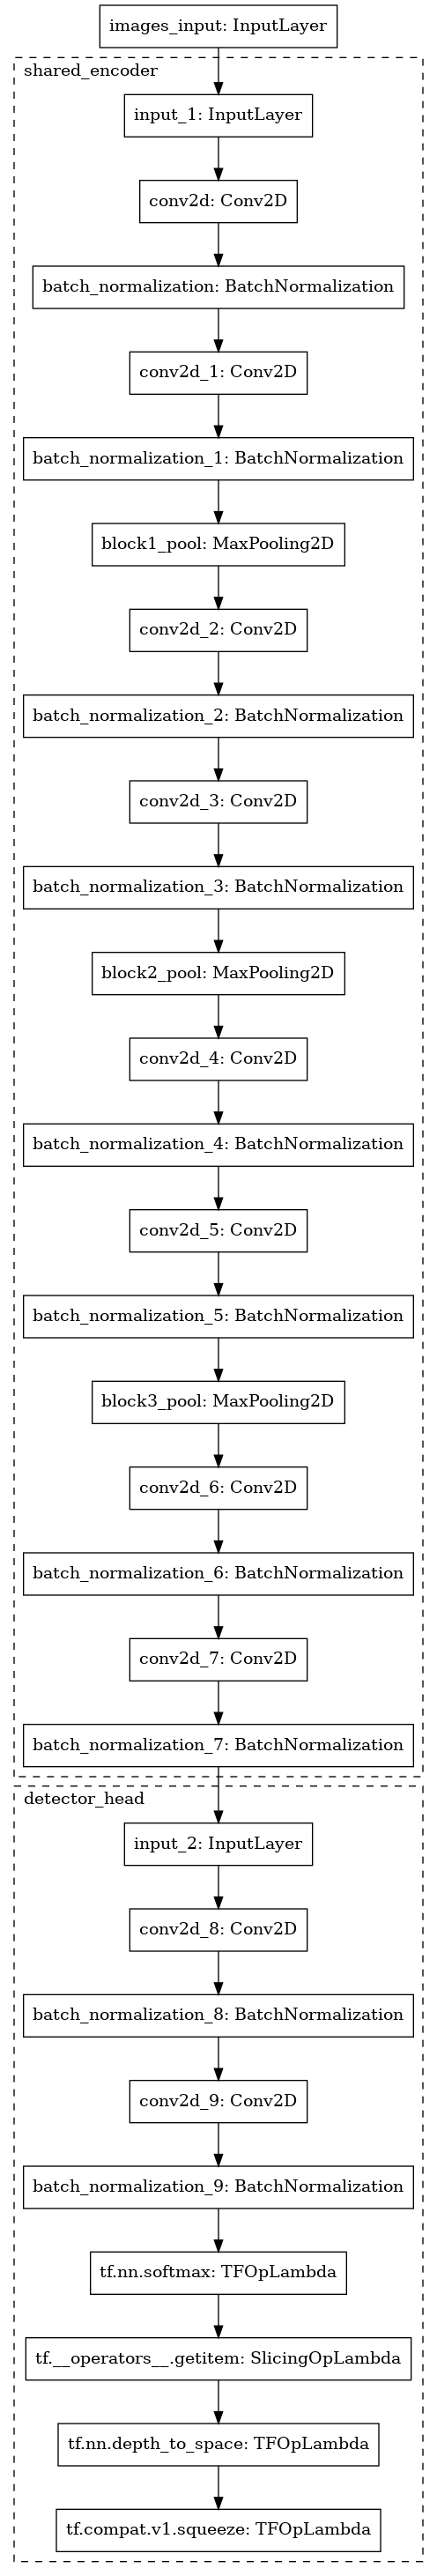 images_input: InputLayer
shared_encoder
input_1: InputLayer
conv2d: Conv2D
batch_normalization: BatchNormalization
conv2d_1: Conv2D
batch_normalization_1: BatchNormalization
block1_pool: MaxPooling2D
conv2d_2: Conv2D
batch_normalization_2: BatchNormalization
conv2d_3: Conv2D
batch_normalization_3: BatchNormalization
block2_pool: MaxPooling2D
conv2d_4: Conv2D
batch_normalization_4: BatchNormalization
conv2d_5: Conv2D
batch_normalization_5: BatchNormalization
block3_pool: MaxPooling2D
conv2d_6: Conv2D
batch_normalization_6: BatchNormalization
conv2d_7: Conv2D
batch_normalization_7: BatchNormalization
detector_head
input_2: InputLayer
conv2d_8: Conv2D
batch_normalization_8: BatchNormalization
conv2d_9: Conv2D
batch_normalization_9: BatchNormalization
tf.nn.softmax: TFOpLambda
tf.__operators__.getitem: SlicingOpLambda
tf.nn.depth_to_space: TFOpLambda
tf.compat.v1.squeeze: TFOpLambda